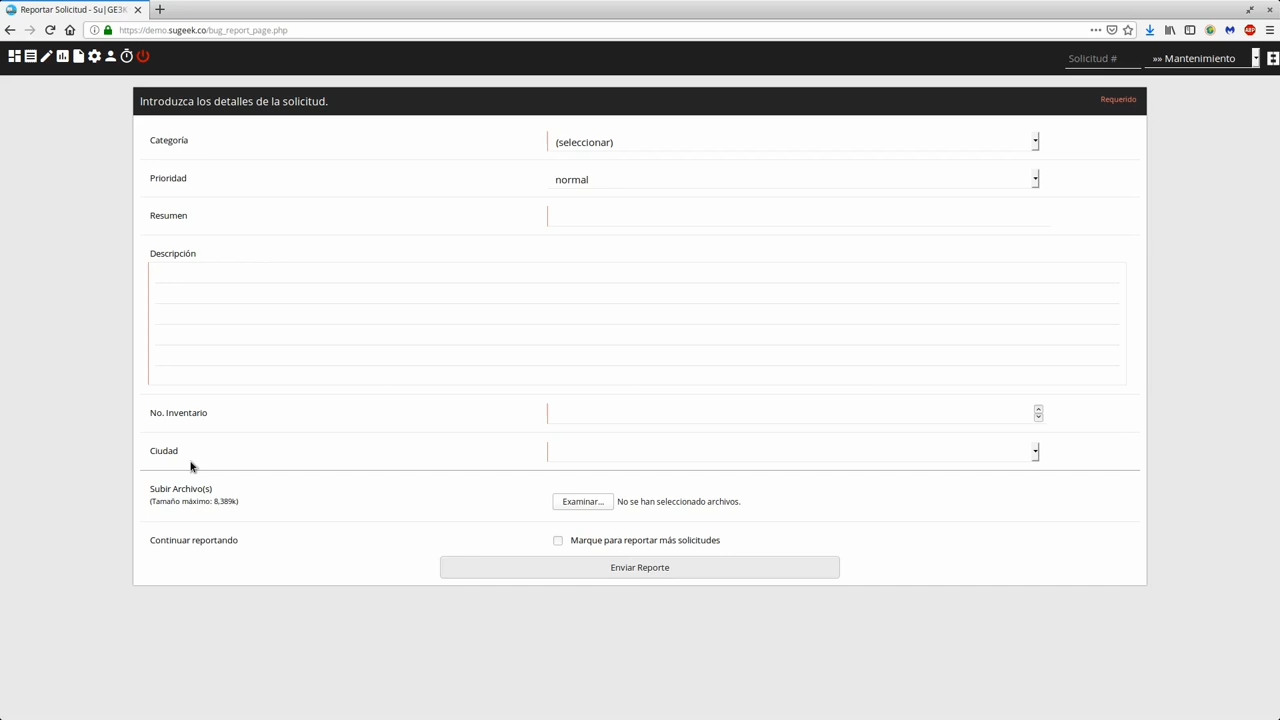 Reportar Solicitud - Su|GE3K
https://demo.sugeek.co/bug_report_page.php
ABP
Solicitud #
»» Mantenimiento
Introduzca los detalles de la solicitud.
Requerido
Categoría
(seleccionar)
Prioridad
normal
Resumen
Descripción
No. Inventario
Ciudad
Subir Archivo(s)
(Tamaño máximo: 8,389k)
Examinar... No se han seleccionado archivos.
Continuar reportando
Marque para reportar más solicitudes
Enviar Reporte